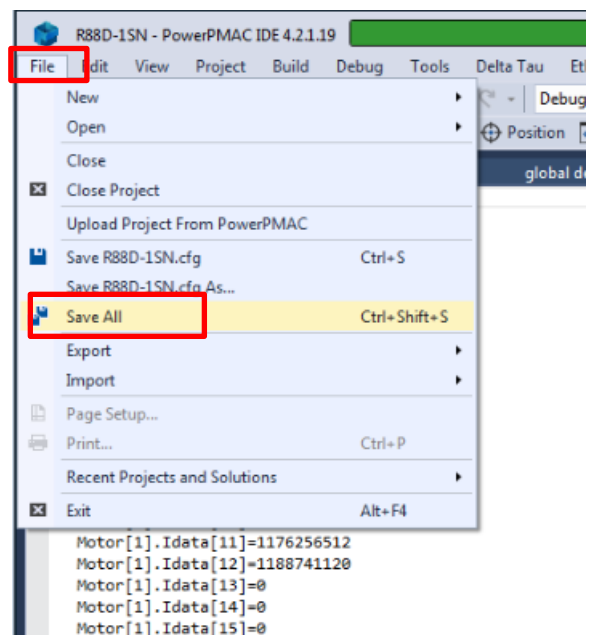 R88D-1SN - PowerPMAC IDE 4.2.1.19
File Edit View Project Build Debug Tools Delta Tau
New
Debug
Open
Position
Close
Close Project
Upload Project From PowerPMAC
Save R88D-1SN.cfg Ctrl+S
Save R88D-1SN.cfg As...
Save All Ctrl+Shift+S
Export
Import
Page Setup...
Print... Ctrl+P
Recent Projects and Solutions
Exit Alt+F4
global
Motor[1].Idata[11]=1176256512
Motor[1].Idata[12]=1188741120
Motor[1].Idata[13]=0
Motor[1].Idata[14]=0
Motor[1].Idata[15]=0